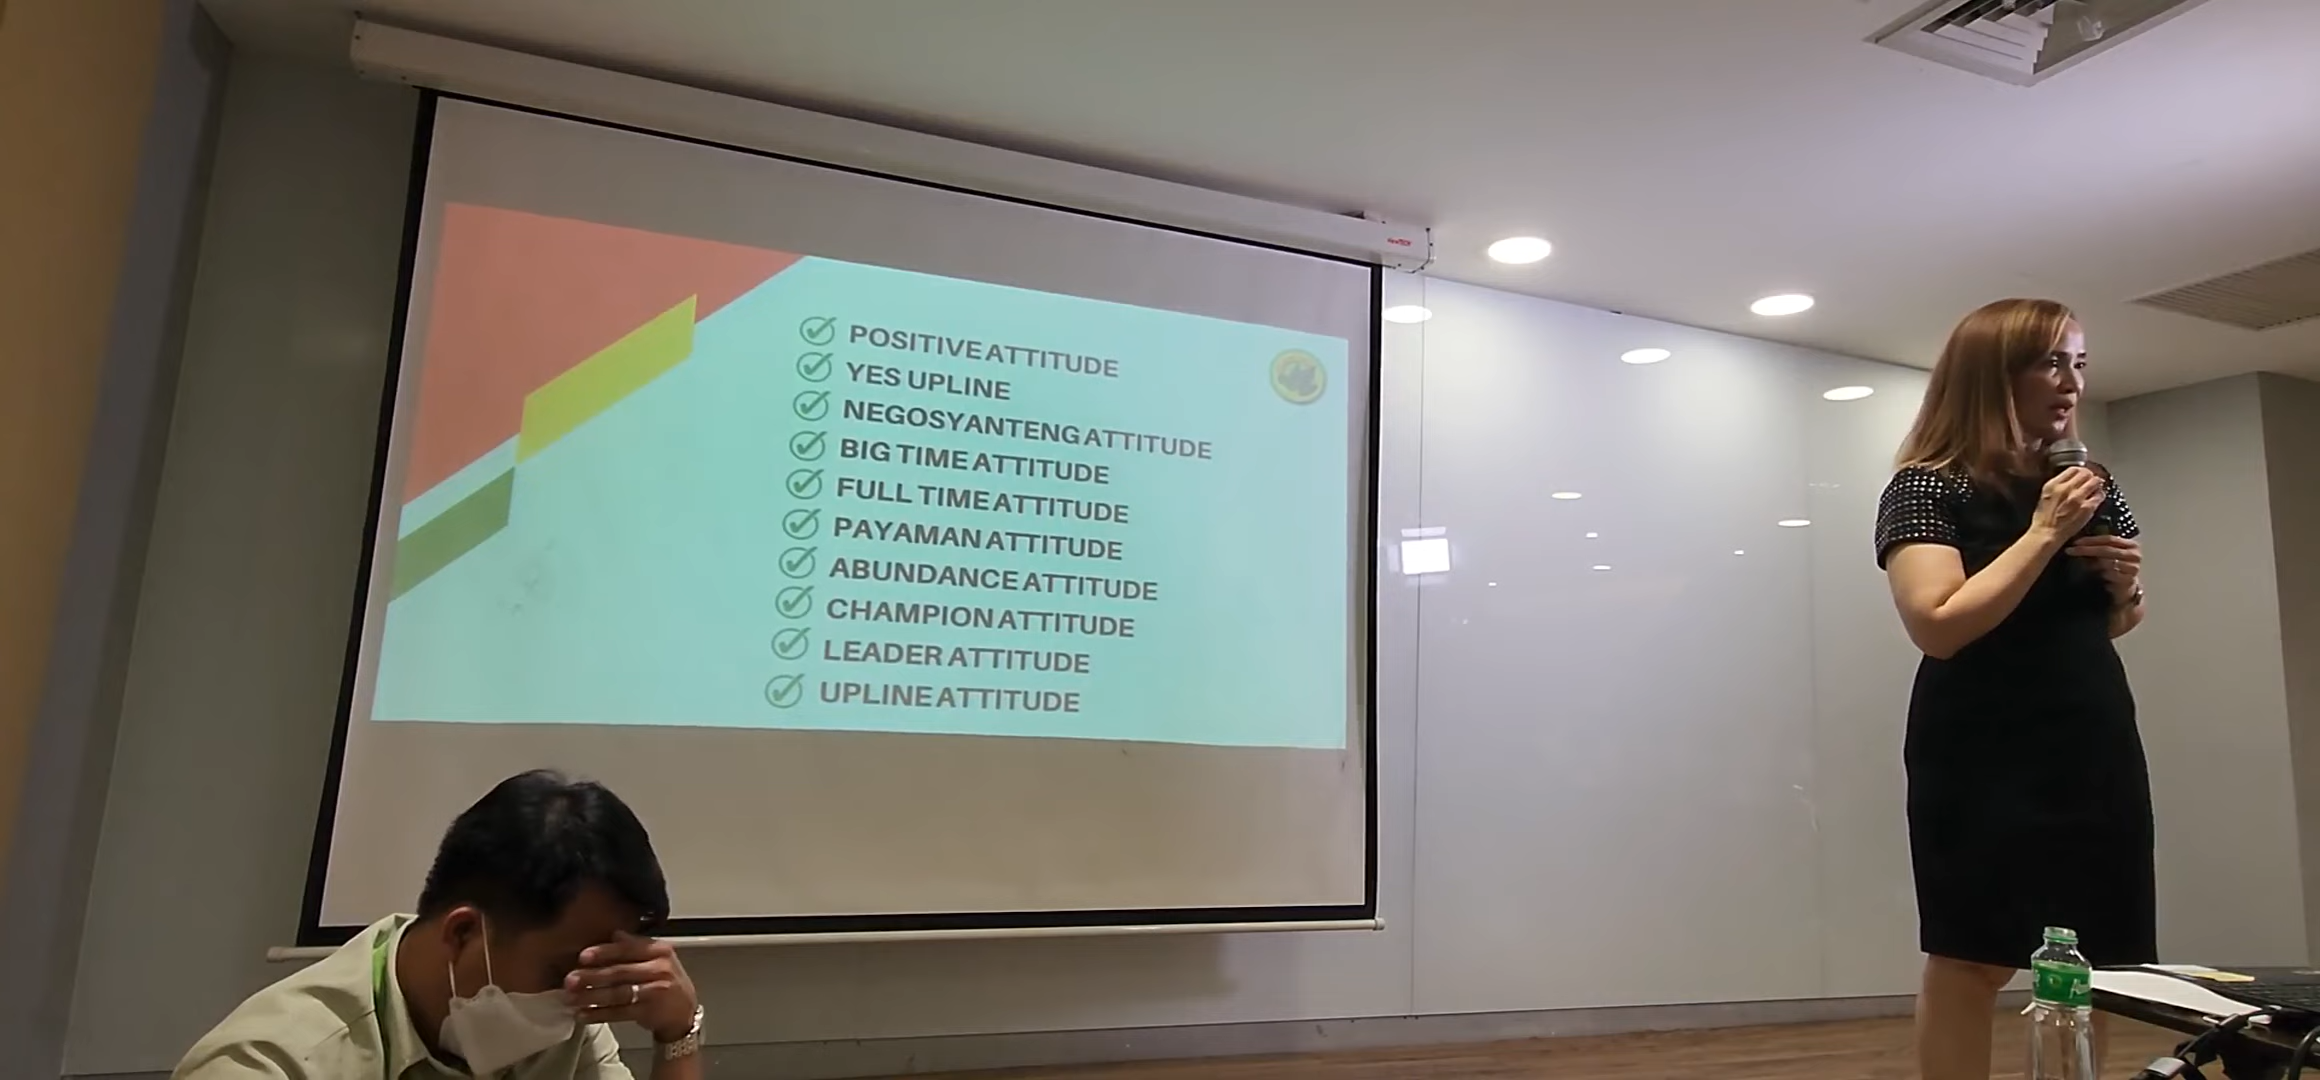 POSITIVE ATTITUDE
YES UPLINE
NEGOSYANTENG ATTITUDE
BIG TIME ATTITUDE
FULL TIME ATTITUDE
PAYAMAN ATTITUDE
ABUNDANCE ATTITUDE
CHAMPION ATTITUDE
LEADER ATTITUDE
UPLINE ATTITUDE